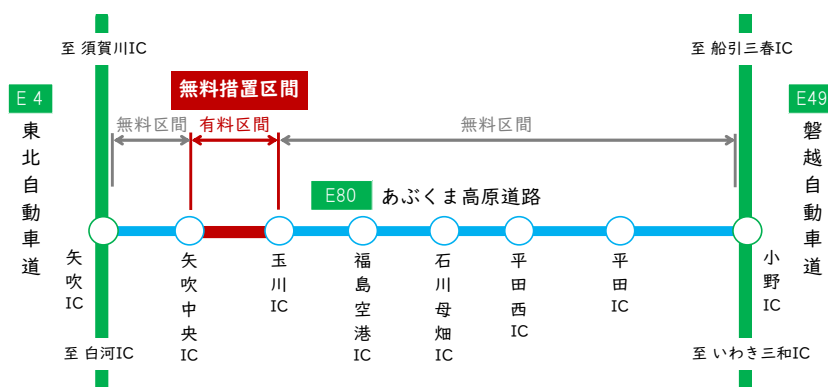 至 須賀川IC
至 船引三春IC
E 4
東北自動車道
無料措置区間
E49
磐越自動車道
無料区間
有料区間
無料区間
E80
あぶくま高原道路
矢吹IC
矢吹中央IC
玉川IC
福島空港IC
石川母畑IC
平田西IC
平田IC
小野IC
至 白河IC
至 いわき三和IC